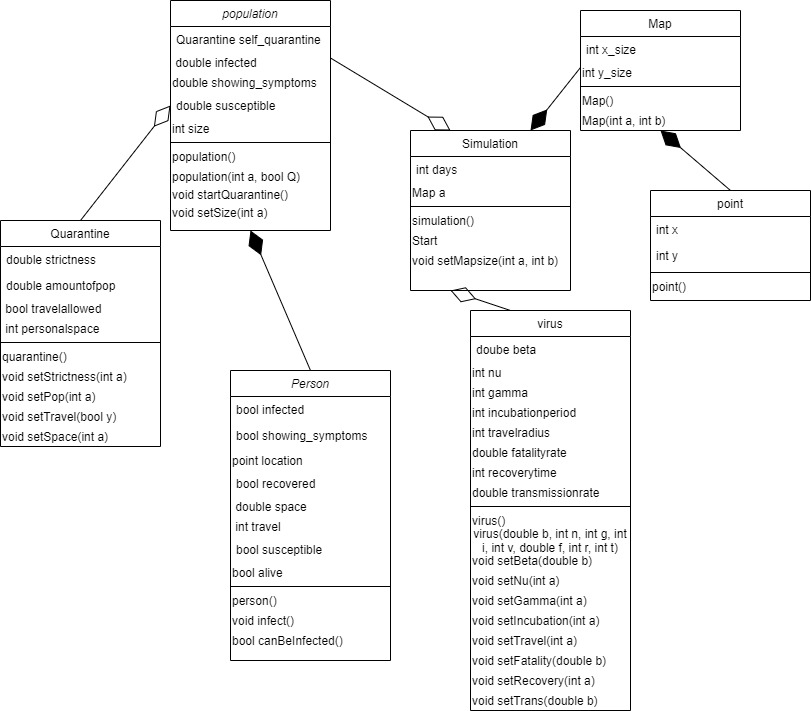 population
Quarantine self_quarantine
double infected
double showing_symptoms
double susceptible
int size
population()
population(int a, bool Q)
void startQuarantine()
void setSize(int a)
Map
int x_size
int y_size
Map()
Map(int a, int b)
Simulation
int days
Map a
simulation()
Start
void setMapsize(int a, int b)
point
int x
int y
point()
Quarantine
double strictness
double amountofpop
bool travelallowed
int personalspace
quarantine()
void setStrictness(int a)
void setPop(int a)
void setTravel(bool y)
void setSpace(int a)
Person
bool infected
bool showing_symptoms
point location
bool recovered
double space
int travel
bool susceptible
bool alive
person()
void infect()
bool canBeInfected()
virus
doube beta
int nu
int gamma
int incubationperiod
int travelradius
double fatalityrate
int recoverytime
double transmissionrate
virus()
virus(double b, int n, int g, int
i, int v, double f, int r, int t)
void setBeta(double b)
void setNu(int a)
void setGamma(int a)
void setIncubation(int a)
void setTravel(int a)
void setFatality(double b)
void setRecovery(int a)
void setTrans(double b)